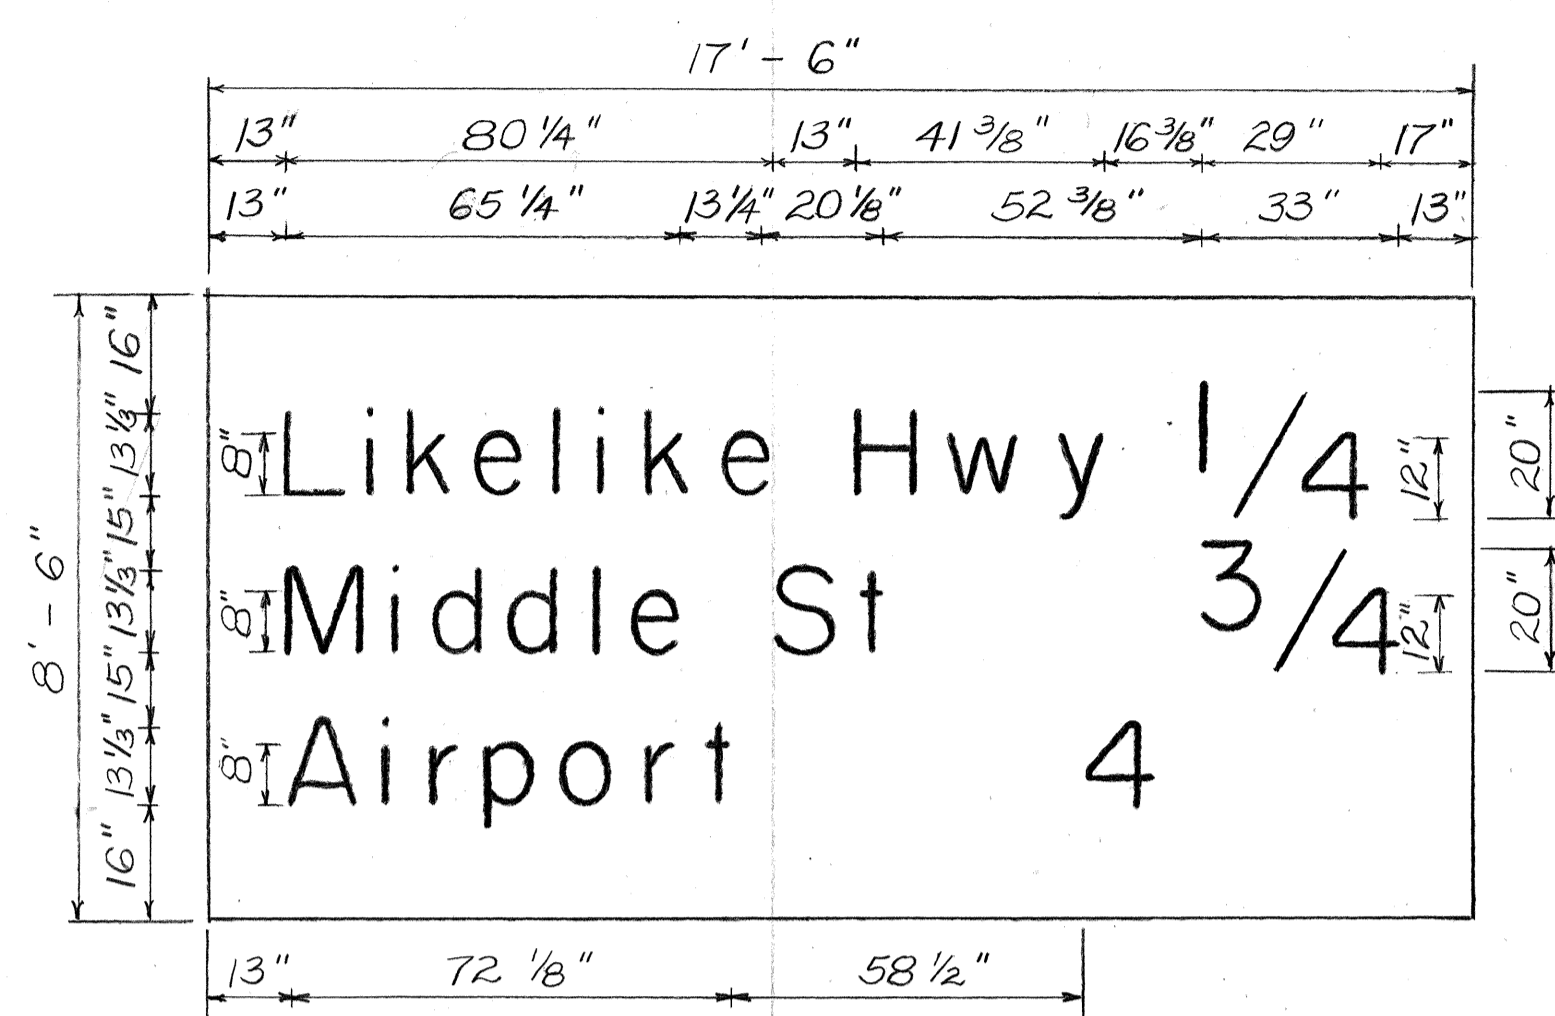 17' - 6"
13" 80 1/4" 13" 41 3/8" 16 3/8" 29" 17"
13" 65 1/4" 13 1/4" 20 1/8" 52 3/8" 33" 13"
8' - 6"
16" 13 1/3" 15" 13 1/3" 15" 13 1/3" 16"
8" Likelike Hwy 1/4 12" 20"
8" Middle St 3/4 12" 20"
8" Airport 4
13" 72 1/8" 58 1/2"